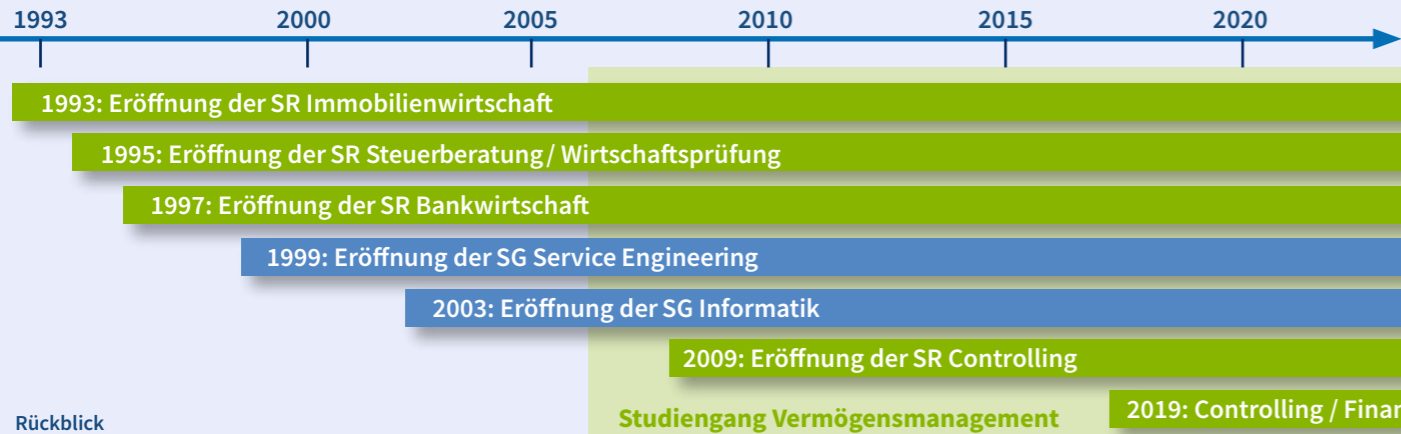 1993 2000 2005 2010 2015 2020
1993: Eröffnung der SR Immobilienwirtschaft
1995: Eröffnung der SR Steuerberatung / Wirtschaftsprüfung
1997: Eröffnung der SR Bankwirtschaft
1999: Eröffnung der SG Service Engineering
2003: Eröffnung der SG Informatik
2009: Eröffnung der SR Controlling
2019: Controlling /
Studiengang Vermögensmanagement
Rückblick